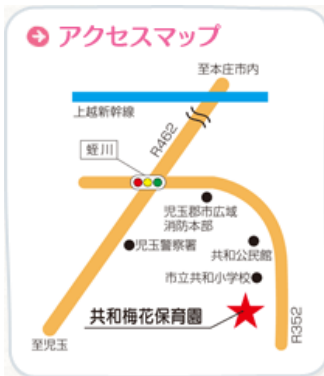 アクセスマップ
至本庄市内
上越新幹線
R462
蛭川
児玉郡市広域
消防本部
児玉警察署
共和公民館
市立共和小学校
共和梅花保育園
R352
至児玉